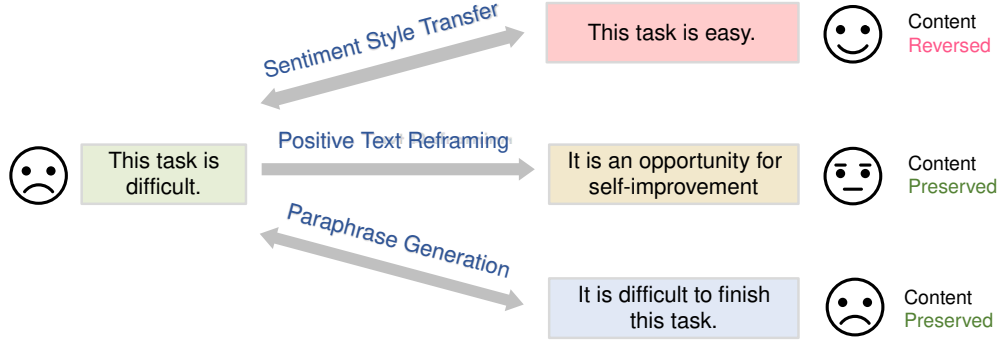 Sentiment Style Transfer
This task is easy.
Content
Reversed
Positive Text Reframing
This task is
difficult.
It is an opportunity for
self-improvement
Content
Preserved
Paraphrase Generation
It is difficult to finish
this task.
Content
Preserved